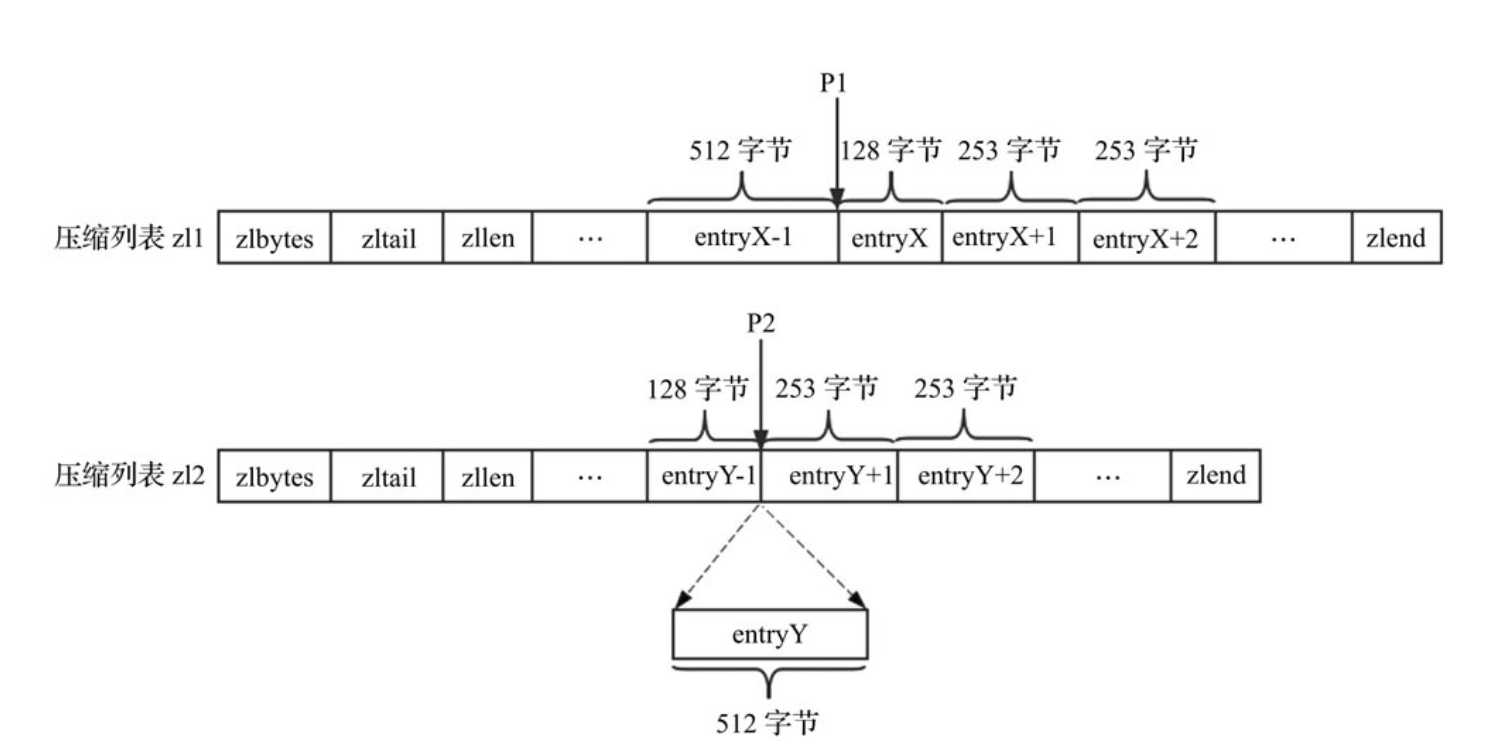 P1
512 字节 128 字节 253 字节 253 字节
压缩列表 zl1 zlbytes zltail zllen … entryX-1 entryX entryX+1 entryX+2 … zlend
P2
128 字节 253 字节 253 字节
压缩列表 zl2 zlbytes zltail zllen … entryY-1 entryY+1 entryY+2 … zlend
entryY
512 字节